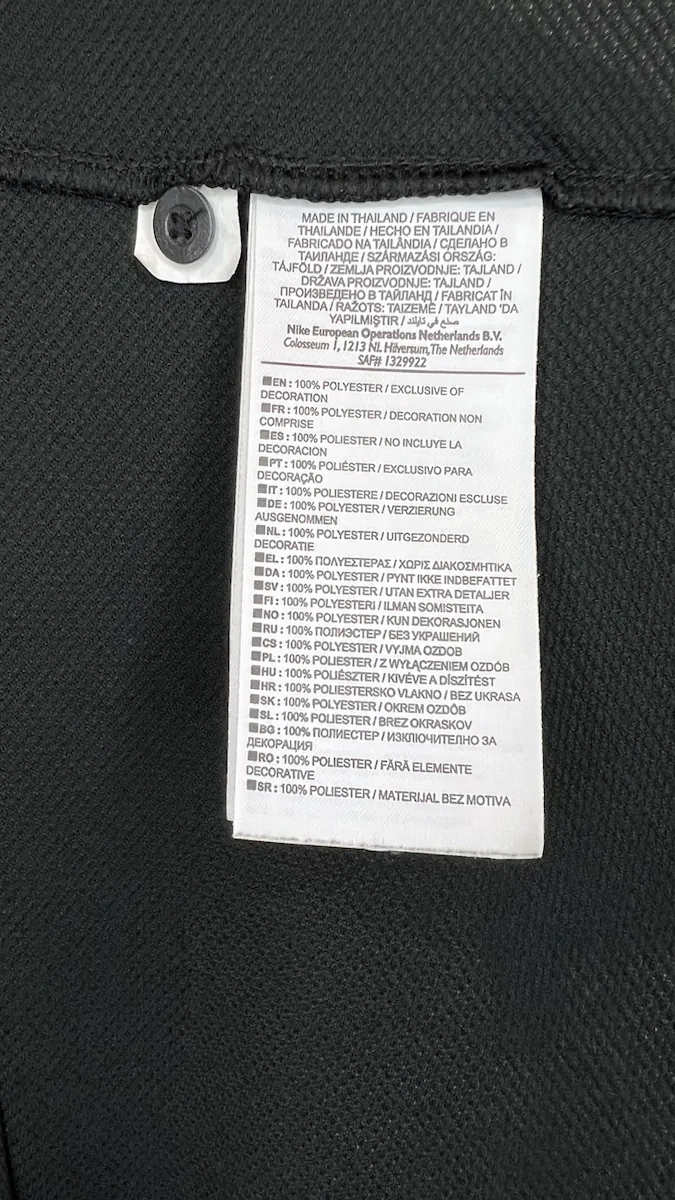 MADE IN THAILAND / FABRIQUE EN
THAILANDE / HECHO EN TAILANDIA /
FABRICADO NA TAILÂNDIA / СДЕЛАНО В
ТАИЛАНДЕ / SZÁRMAZÁSI ORSZÁG:
TÁJFÖLD / ZEMLJA PROIZVODNJE: TAJLAND /
DRŽAVA PROIZVODNJE: TAJLAND /
ПРОИЗВЕДЕНО В ТАЙЛАНД / FABRICAT ÎN
TAILANDA / RAŽOTS: TAIZEMĒ / TAYLAND 'DA
YAPILMIŞTIR / صنع في تايلند
Nike European Operations Netherlands B.V.
Colosseum 1, 1213 NL Hilversum, The Netherlands
SAF# 1329922
EN : 100% POLYESTER / EXCLUSIVE OF
DECORATION
FR : 100% POLYESTER / DECORATION NON
COMPRISE
ES : 100% POLIESTER / NO INCLUYE LA
DECORACION
PT : 100% POLIÉSTER / EXCLUSIVO PARA
DECORAÇÃO
IT : 100% POLIESTERE / DECORAZIONI ESCLUSE
DE : 100% POLYESTER / VERZIERUNG
AUSGENOMMEN
NL : 100% POLYESTER / UITGEZONDERD
DECORATIE
EL : 100% ΠΟΛΥΕΣΤΕΡΑΣ / ΧΩΡΙΣ ΔΙΑΚΟΣΜΗΤΙΚΑ
DA : 100% POLYESTER / PYNT IKKE INDBEFATTET
SV : 100% POLYESTER / UTAN EXTRA DETALJER
FI : 100% POLYESTERI / ILMAN SOMISTEITA
NO : 100% POLYESTER / KUN DEKORASJONEN
RU : 100% ПОЛИЭСТЕР / БЕЗ УКРАШЕНИЙ
CS : 100% POLYESTER / VYJMA OZDOB
PL : 100% POLIESTER / Z WYŁĄCZENIEM OZDÓB
HU : 100% POLIÉSZTER / KIVÉVE A DÍSZÍTÉST
HR : 100% POLIESTERSKO VLAKNO / BEZ UKRASA
SK : 100% POLYESTER / OKREM OZDÔB
SL : 100% POLIESTER / BREZ OKRASKOV
BG : 100% ПОЛИЕСТЕР / ИЗКЛЮЧИТЕЛНО ЗА
ДЕКОРАЦИЯ
RO : 100% POLIESTER / FĂRĂ ELEMENTE
DECORATIVE
SR : 100% POLIESTER / MATERIJAL BEZ MOTIVA